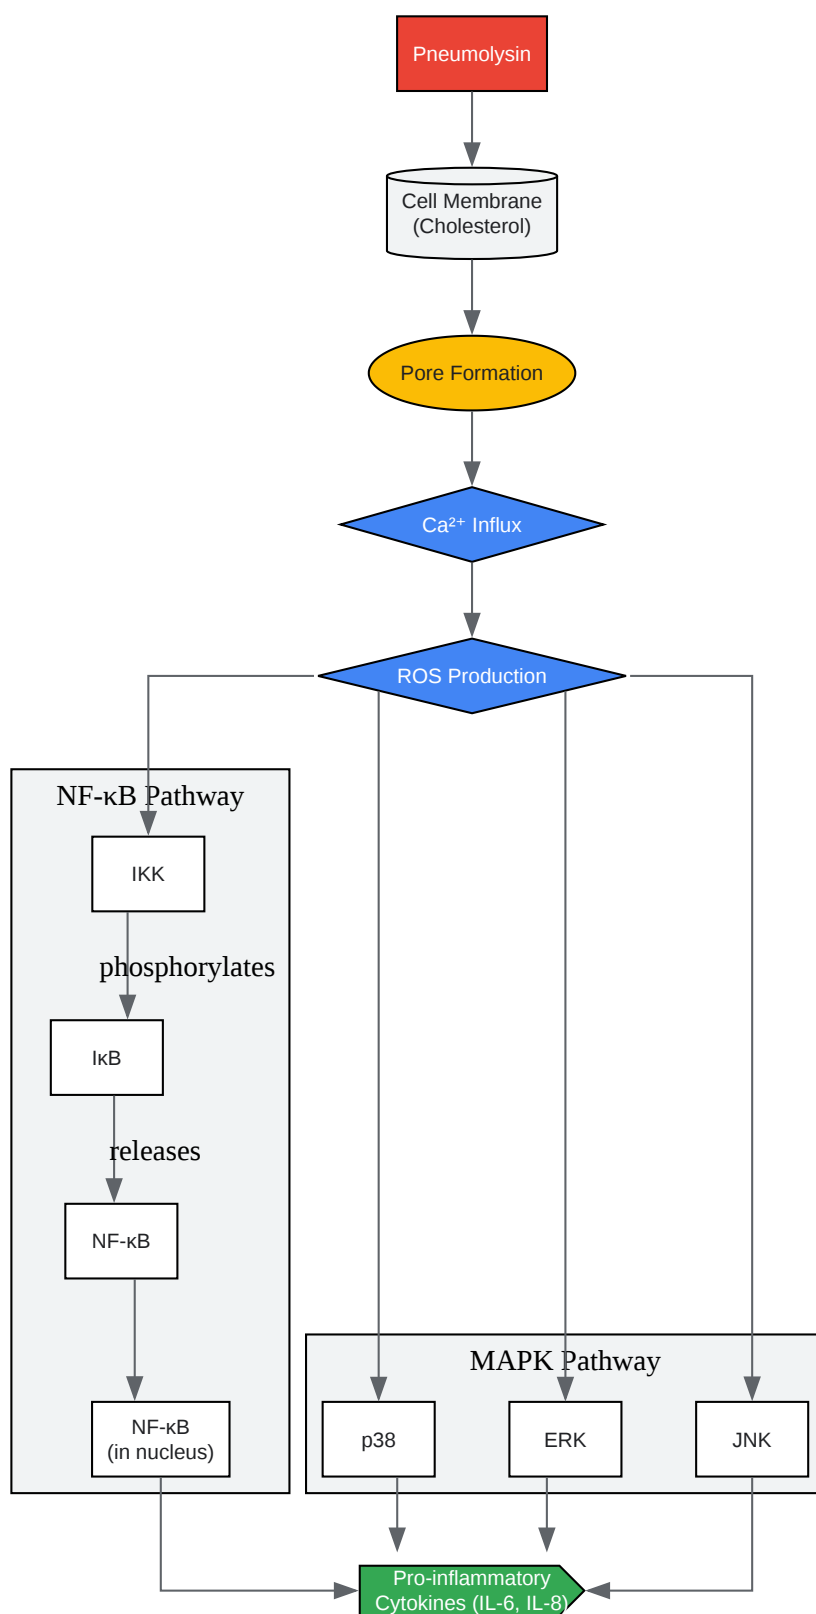 Pneumolysin
Cell Membrane
(Cholesterol)
Pore Formation
Ca²⁺ Influx
ROS Production
NF-κB Pathway
IKK
phosphorylates
IκB
releases
NF-κB
NF-κB
(in nucleus)
MAPK Pathway
p38
ERK
JNK
Pro-inflammatory
Cytokines (IL-6, IL-8)